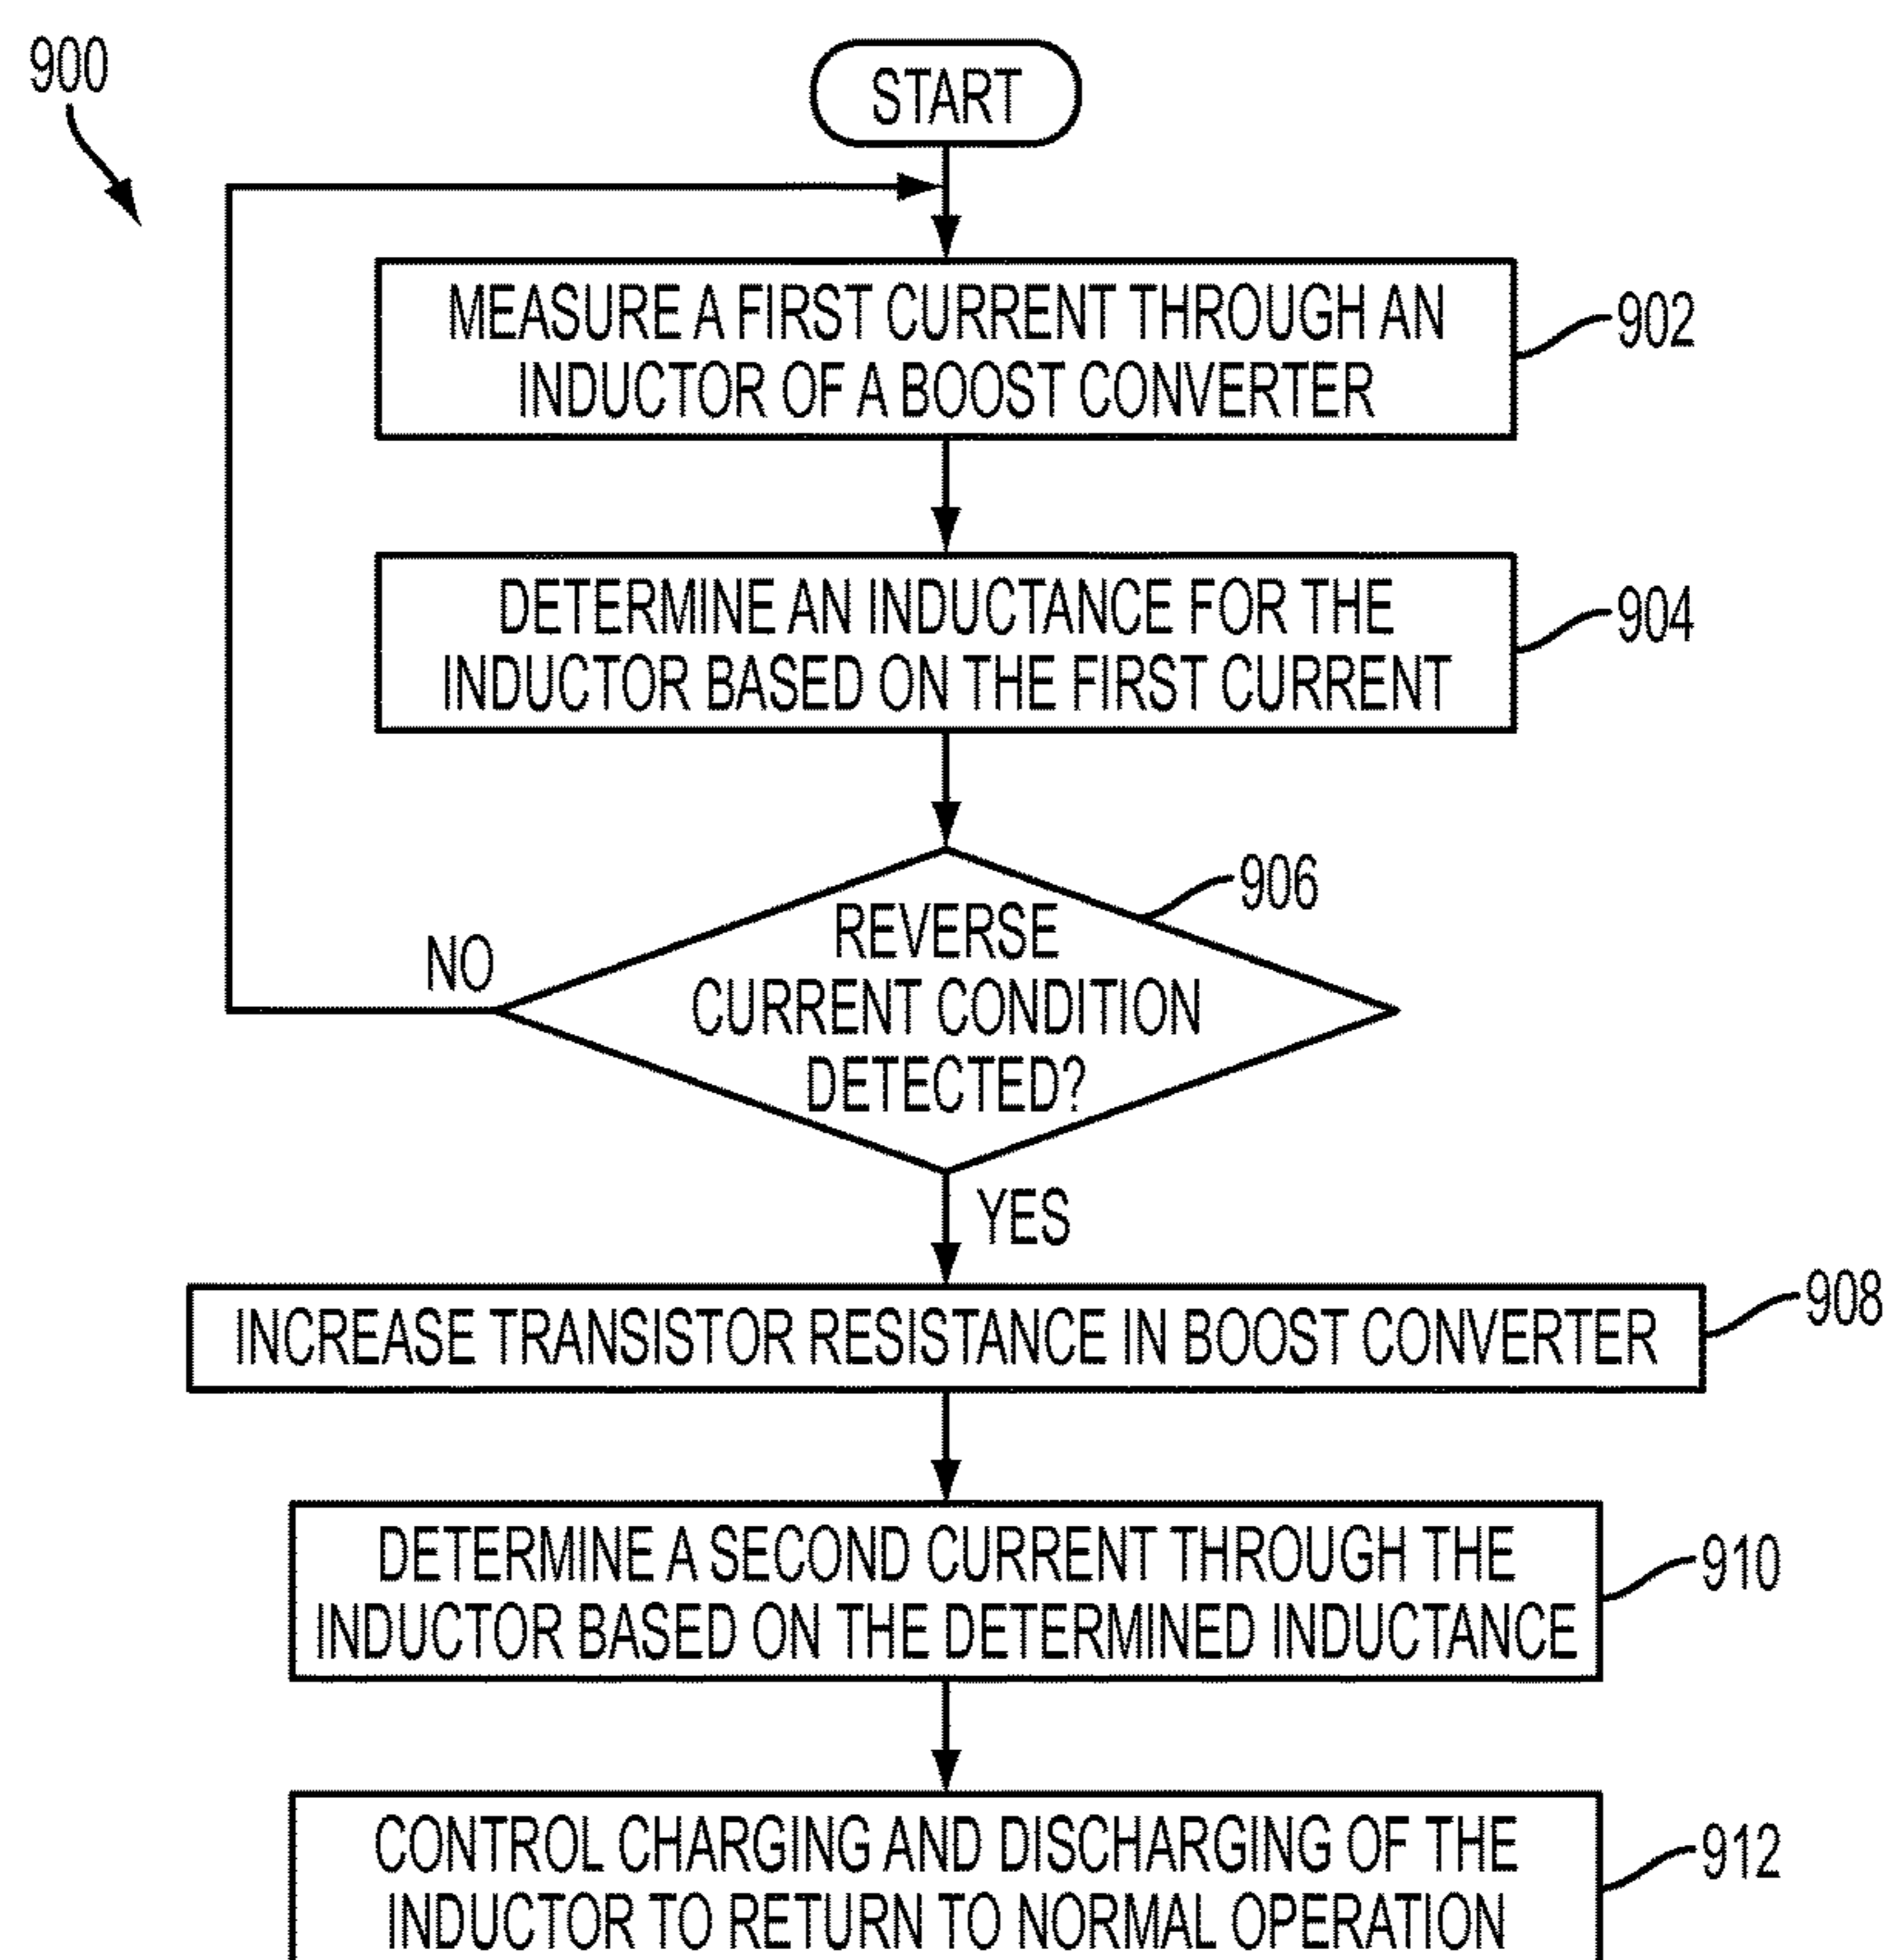 900
START
MEASURE A FIRST CURRENT THROUGH AN
INDUCTOR OF A BOOST CONVERTER
902
DETERMINE AN INDUCTANCE FOR THE
INDUCTOR BASED ON THE FIRST CURRENT
904
906
REVERSE
CURRENT CONDITION
DETECTED?
NO
YES
INCREASE TRANSISTOR RESISTANCE IN BOOST CONVERTER
908
DETERMINE A SECOND CURRENT THROUGH THE
INDUCTOR BASED ON THE DETERMINED INDUCTANCE
910
CONTROL CHARGING AND DISCHARGING OF THE
INDUCTOR TO RETURN TO NORMAL OPERATION
912